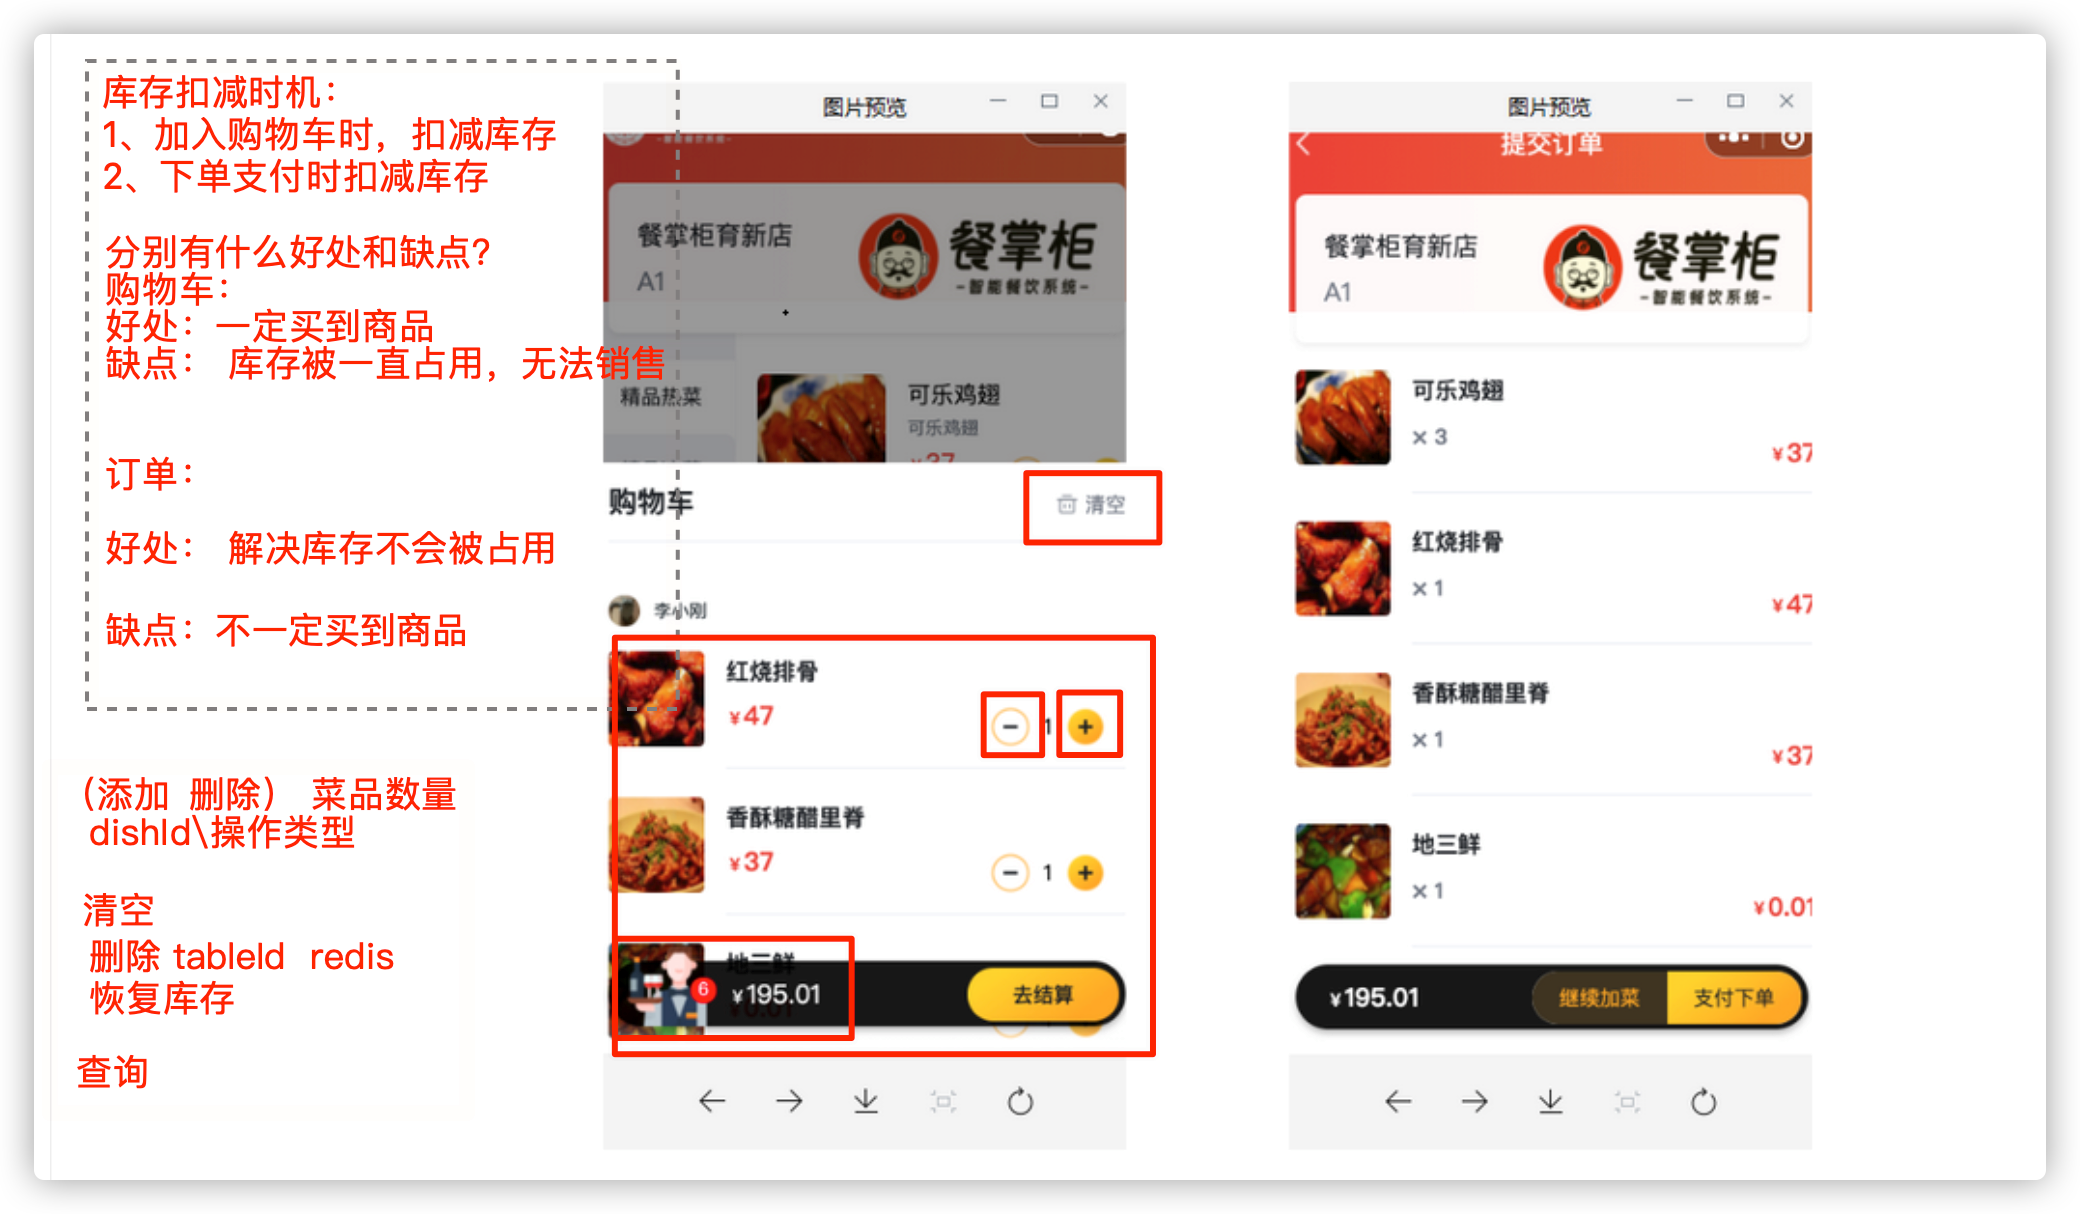 库存扣减时机：
1、加入购物车时，扣减库存
2、下单支付时扣减库存
分别有什么好处和缺点？
购物车：
好处：一定买到商品
缺点： 库存被一直占用，无法销售
订单：
好处： 解决库存不会被占用
缺点：不一定买到商品
（添加 删除） 菜品数量
dishId\操作类型
清空
删除 tableId redis
恢复库存
查询
图片预览
餐掌柜育新店
A1
餐掌柜
-智能餐饮系统-
精品热菜
可乐鸡翅
可乐鸡翅
¥37
购物车
清空
李小刚
红烧排骨
¥47
1
香酥糖醋里脊
¥37
1
地三鲜
6
¥195.01
去结算
图片预览
提交订单
餐掌柜育新店
A1
餐掌柜
-智能餐饮系统-
可乐鸡翅
×3
¥37
红烧排骨
×1
¥47
香酥糖醋里脊
×1
¥37
地三鲜
×1
¥0.01
¥195.01
继续加菜
支付下单